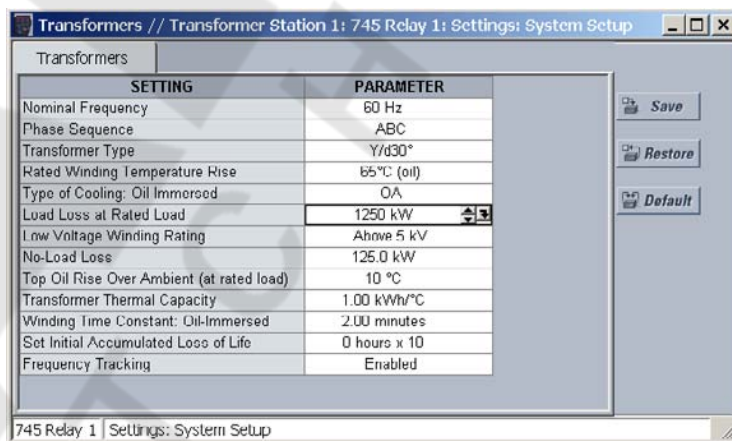 Transformers // Transformer Station 1: 745 Relay 1: Settings: System Setup
Transformers
SETTING PARAMETER
Nominal Frequency 60 Hz
Phase Sequence ABC
Transformer Type Y/d30°
Rated Winding Temperature Rise 65°C (oil)
Type of Cooling: Oil Immersed OA
Load Loss at Rated Load 1250 kW
Low Voltage Winding Rating Above 5 kV
No-Load Loss 125.0 kW
Top Oil Rise Over Ambient (at rated load) 10 °C
Transformer Thermal Capacity 1.00 kWh/°C
Winding Time Constant: Oil-Immersed 2.00 minutes
Set Initial Accumulated Loss of Life 0 hours x 10
Frequency Tracking Enabled
Save
Restore
Default
745 Relay 1 Settings: System Setup